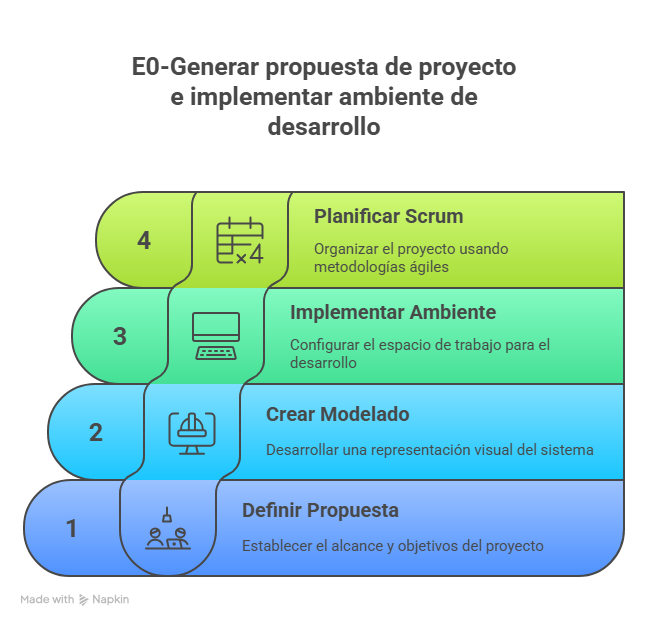 E0-Generar propuesta de proyecto
e implementar ambiente de
desarrollo
4
×4
Planificar Scrum
Organizar el proyecto usando
metodologías ágiles
3
Implementar Ambiente
Configurar el espacio de trabajo para el
desarrollo
2
Crear Modelado
Desarrollar una representación visual del sistema
1
Definir Propuesta
Establecer el alcance y objetivos del proyecto
Made with Napkin